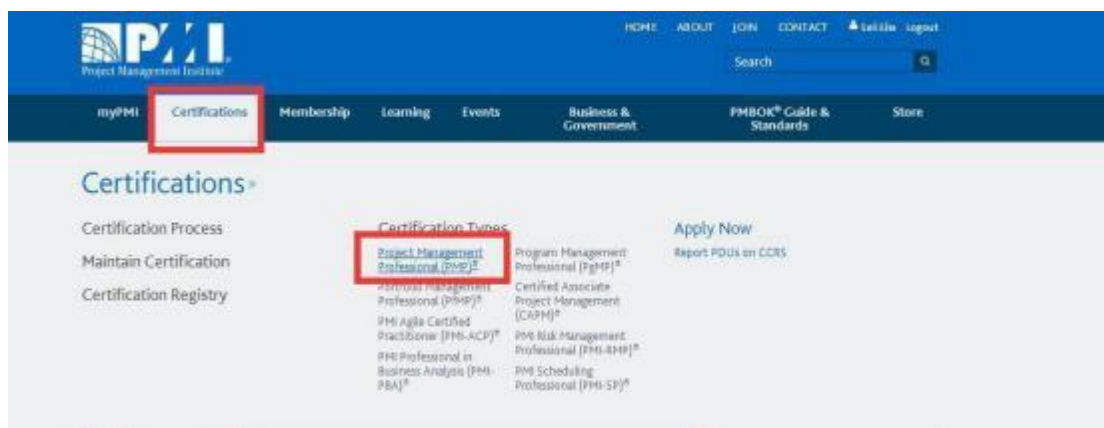 HOME ABOUT JOIN CONTACT Logout
PMI
Project Management Institute.
Search
myPMI Certifications Membership Learning Events Business & PMBOK® Guide & Store
Government Standards
Certifications »
Certification Process Certification Types Apply Now
Project Management Program Management Report PDUs on CCRS
Professional (PMP)® Professional (PgMP)®
Maintain Certification
Portfolio Management Certified Associate
Professional (PfMP)® Project Management
(CAPM)®
Certification Registry
PMI Agile Certified
Practitioner (PMI-ACP)® PMI Risk Management
Professional (PMI-RMP)®
PMI Professional in
Business Analysis (PMI- PMI Scheduling
PBA)® Professional (PMI-SP)®